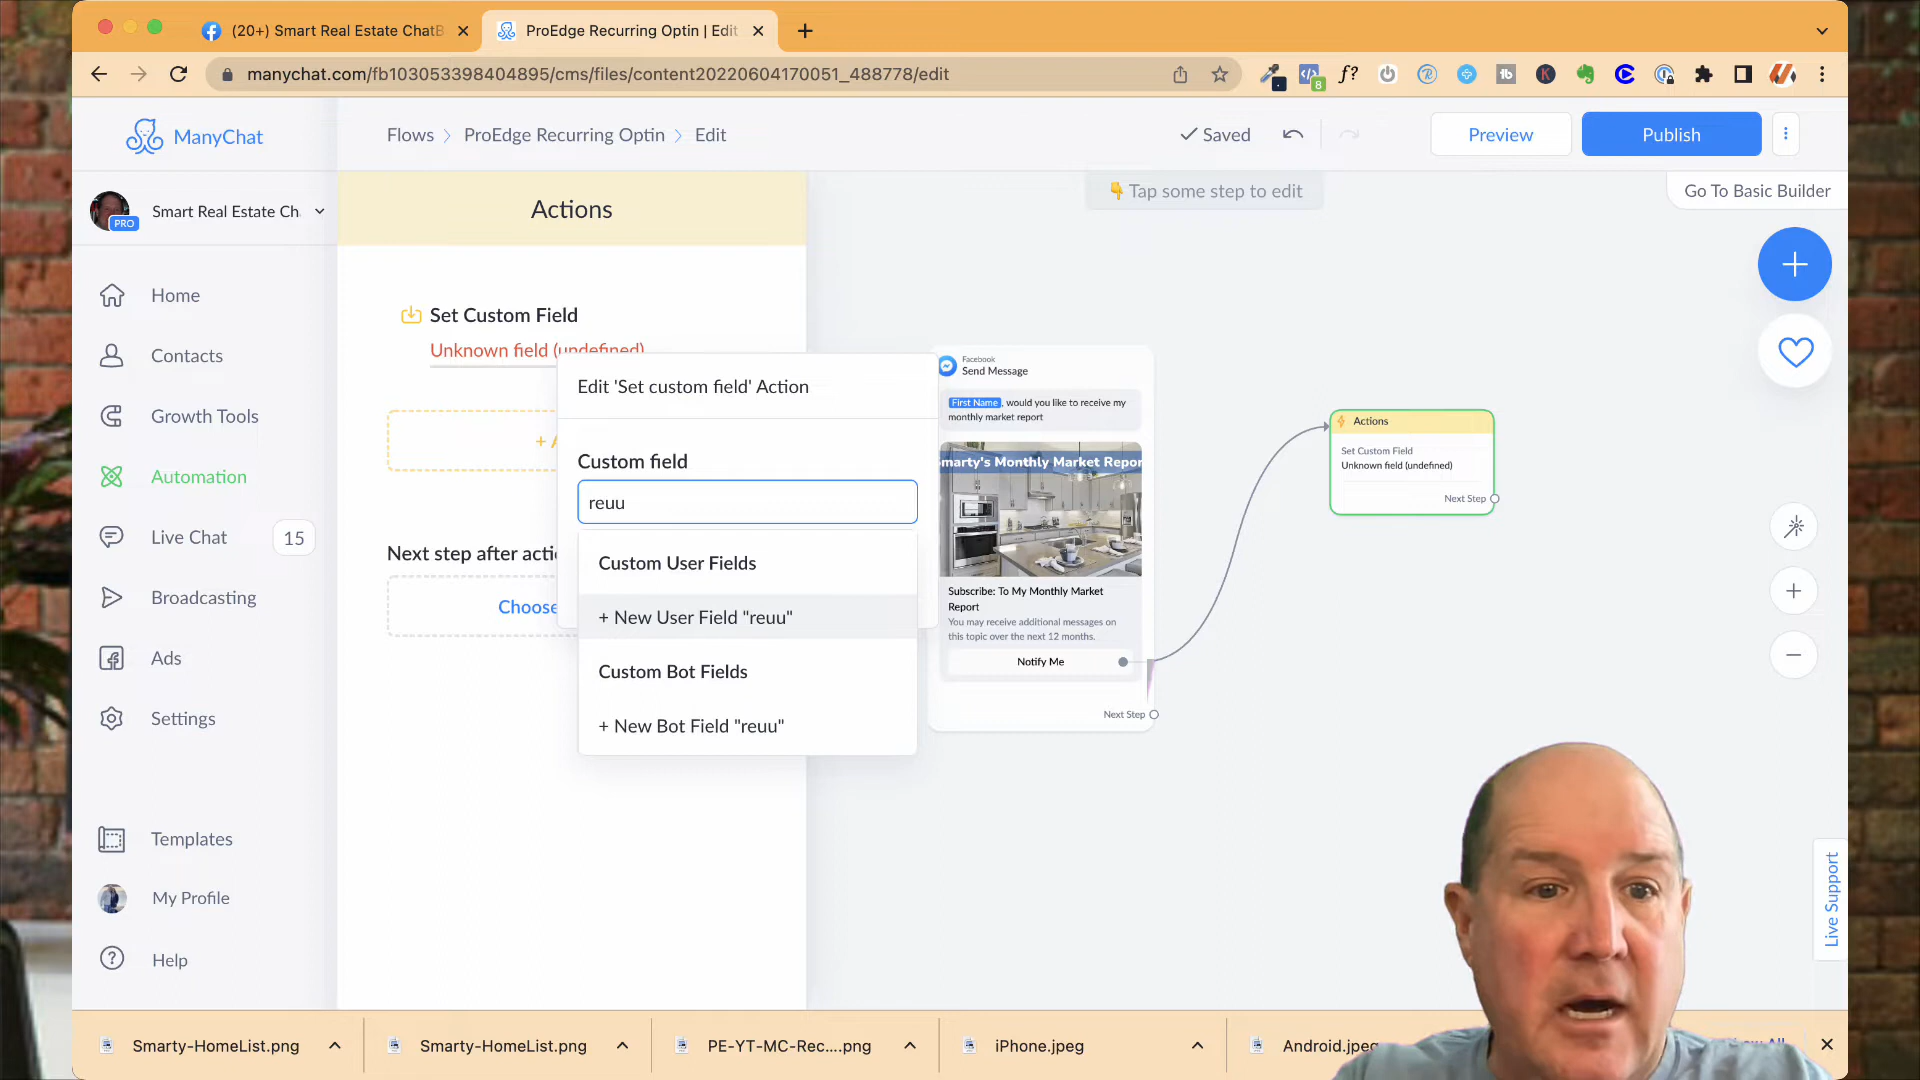 (20+) Smart Real Estate ChatB
ProEdge Recurring Optin | Edit
manychat.com/fb103053398404895/cms/files/content20220604170051_488778/edit
8
ManyChat
Flows
ProEdge Recurring Optin
Edit
Saved
Preview
Publish
PRO
Smart Real Estate Ch.
Actions
👇 Tap some step to edit
Go To Basic Builder
Home
Contacts
Growth Tools
Automation
Live Chat
15
Broadcasting
Ads
Settings
Templates
My Profile
Help
Set Custom Field
Unknown field (undefined)
+ A
Next step after acti
Choose
Edit 'Set custom field' Action
Custom field
reuu
Custom User Fields
+ New User Field "reuu"
Custom Bot Fields
+ New Bot Field "reuu"
Facebook
Send Message
First Name , would you like to receive my
monthly market report
marty's Monthly Market Repor
Subscribe: To My Monthly Market
Report
You may receive additional messages on
this topic over the next 12 months.
Notify Me
Next Step
Actions
Set Custom Field
Unknown field (undefined)
Next Step
Live Support
Smarty-HomeList.png
Smarty-HomeList.png
PE-YT-MC-Rec....png
iPhone.jpeg
Android.jpeg